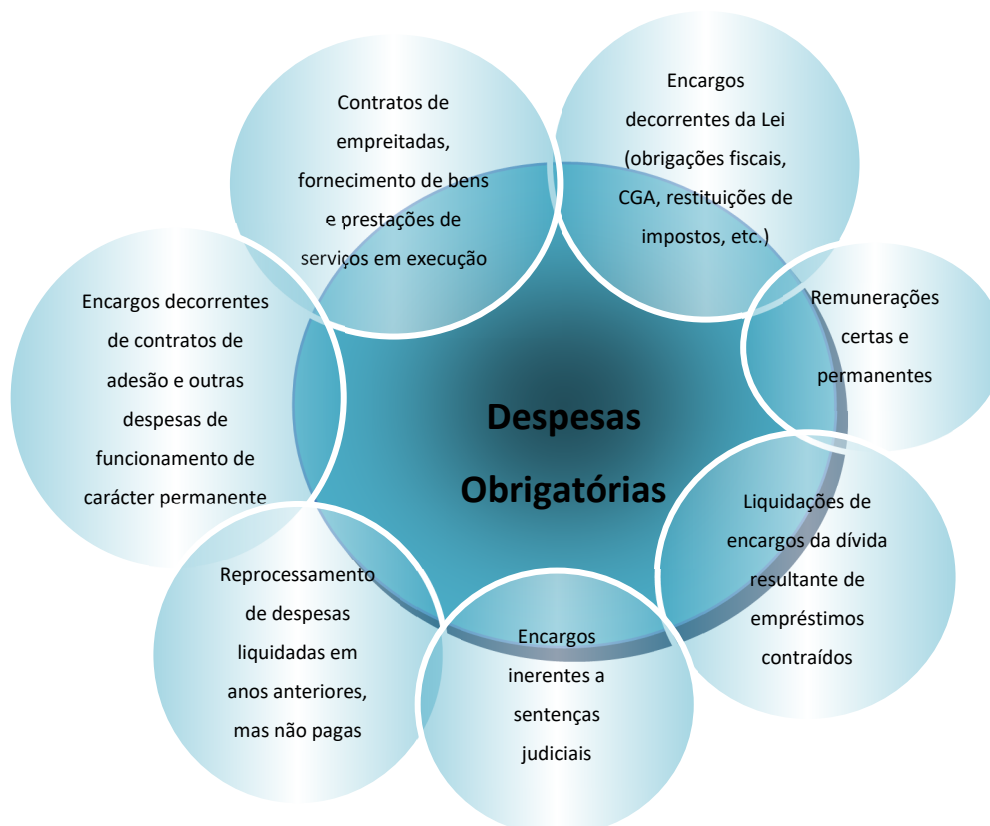 Despesas
Obrigatórias
Encargos
decorrentes da Lei
(obrigações fiscais,
CGA, restituições de
impostos, etc.)
Remunerações
certas e
permanentes
Liquidações de
encargos da dívida
resultante de
empréstimos
contraídos
Encargos
inerentes a
sentenças
judiciais
Reprocessamento
de despesas
liquidadas em
anos anteriores,
mas não pagas
Encargos decorrentes
de contratos de
adesão e outras
despesas de
funcionamento de
carácter permanente
Contratos de
empreitadas,
fornecimento de bens
e prestações de
serviços em execução